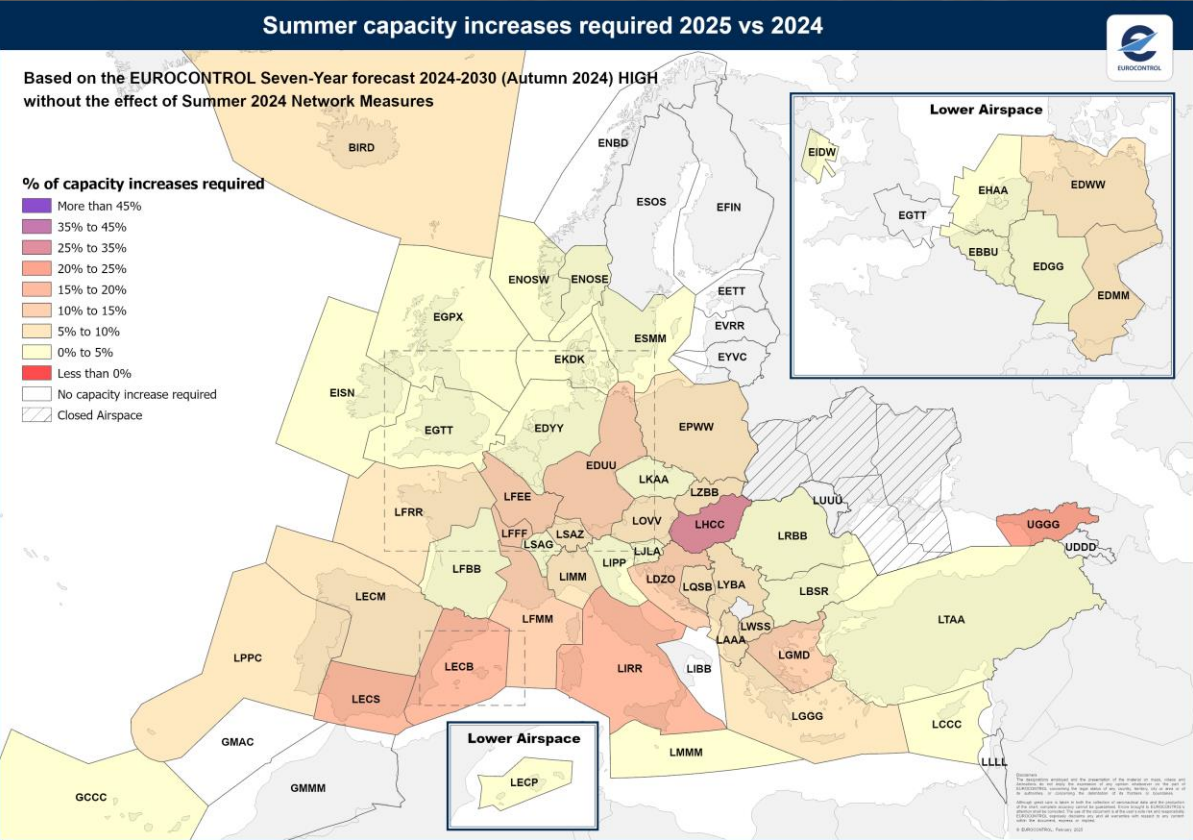 Summer capacity increases required 2025 vs 2024
EUROCONTROL
Based on the EUROCONTROL Seven-Year forecast 2024-2030 (Autumn 2024) HIGH
without the effect of Summer 2024 Network Measures
% of capacity increases required
More than 45%
35% to 45%
25% to 35%
20% to 25%
15% to 20%
10% to 15%
5% to 10%
0% to 5%
Less than 0%
No capacity increase required
Closed Airspace
Lower Airspace
EIDW
EGTT
EHAA
EDWW
EBBU
EDGG
EDMM
BIRD
ENBD
ESOS
EFIN
ENOSW
ENOSE
EETT
EGPX
EVRR
ESMM
EKDK
EYVC
EISN
EGTT
EDYY
EPWW
EDUU
LKAA
LZBB
LFEE
LUUU
LFRR
LOVV
LHCC
UGGG
LFFF
LSAG
LSAZ
LRBB
UDDD
LJLA
LFBB
LIPP
LIMM
LDZO
LQSB
LYBA
LBSR
LECM
LFMM
LWSS
LTAA
LAAA
LPPC
LECB
LIRR
LIBB
LGMD
LECS
LGGG
LCCC
GMAC
LMMM
LLLL
GMMM
GCCC
Lower Airspace
LECP
Disclaimers
© EUROCONTROL, February, 2025